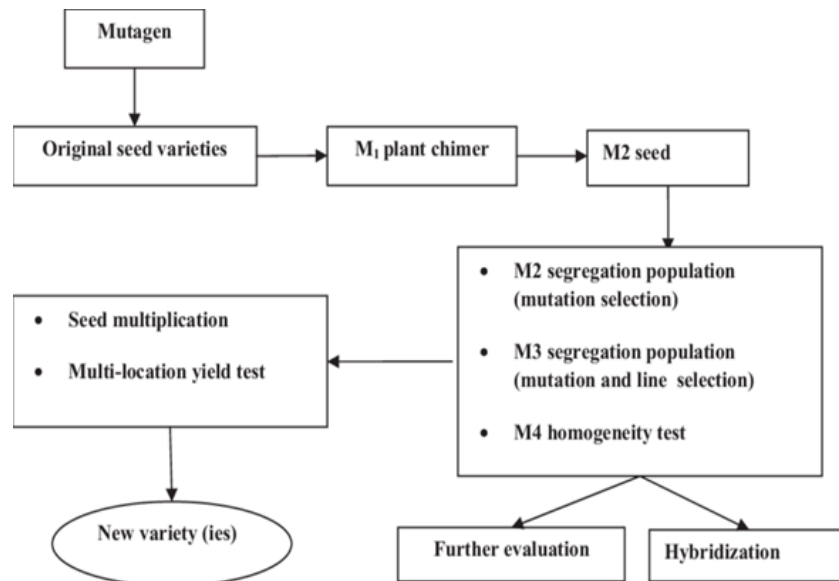 Mutagen
Original seed varieties
M₁ plant chimer
M2 seed
• M2 segregation population
(mutation selection)
• M3 segregation population
(mutation and line selection)
• M4 homogeneity test
• Seed multiplication
• Multi-location yield test
New variety (ies)
Further evaluation
Hybridization